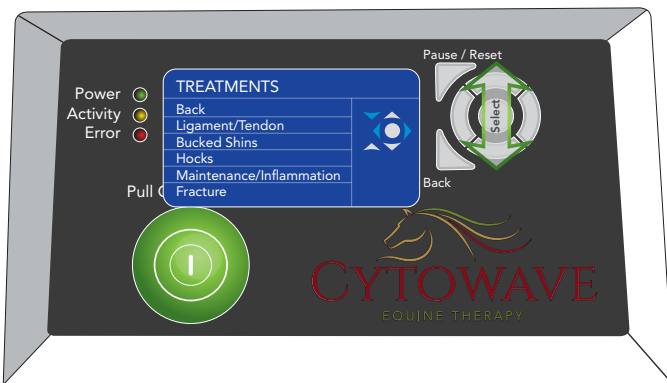 Pause / Reset
Power
Activity
Error
TREATMENTS
Back
Ligament/Tendon
Bucked Shins
Hocks
Maintenance/Inflammation
Fracture
Select
Back
Pull
CYTOWAVE
EQUINE THERAPY